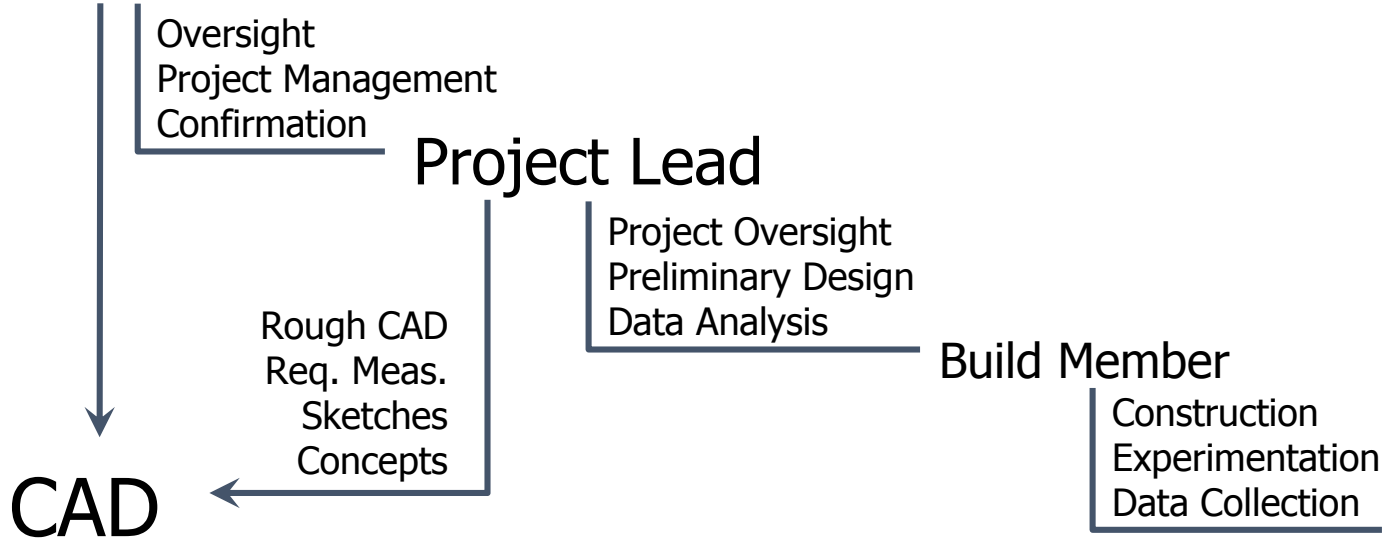 Oversight
Project Management
Confirmation
Project Lead
Project Oversight
Preliminary Design
Data Analysis
Rough CAD
Req. Meas.
Sketches
Concepts
Build Member
Construction
Experimentation
Data Collection
CAD